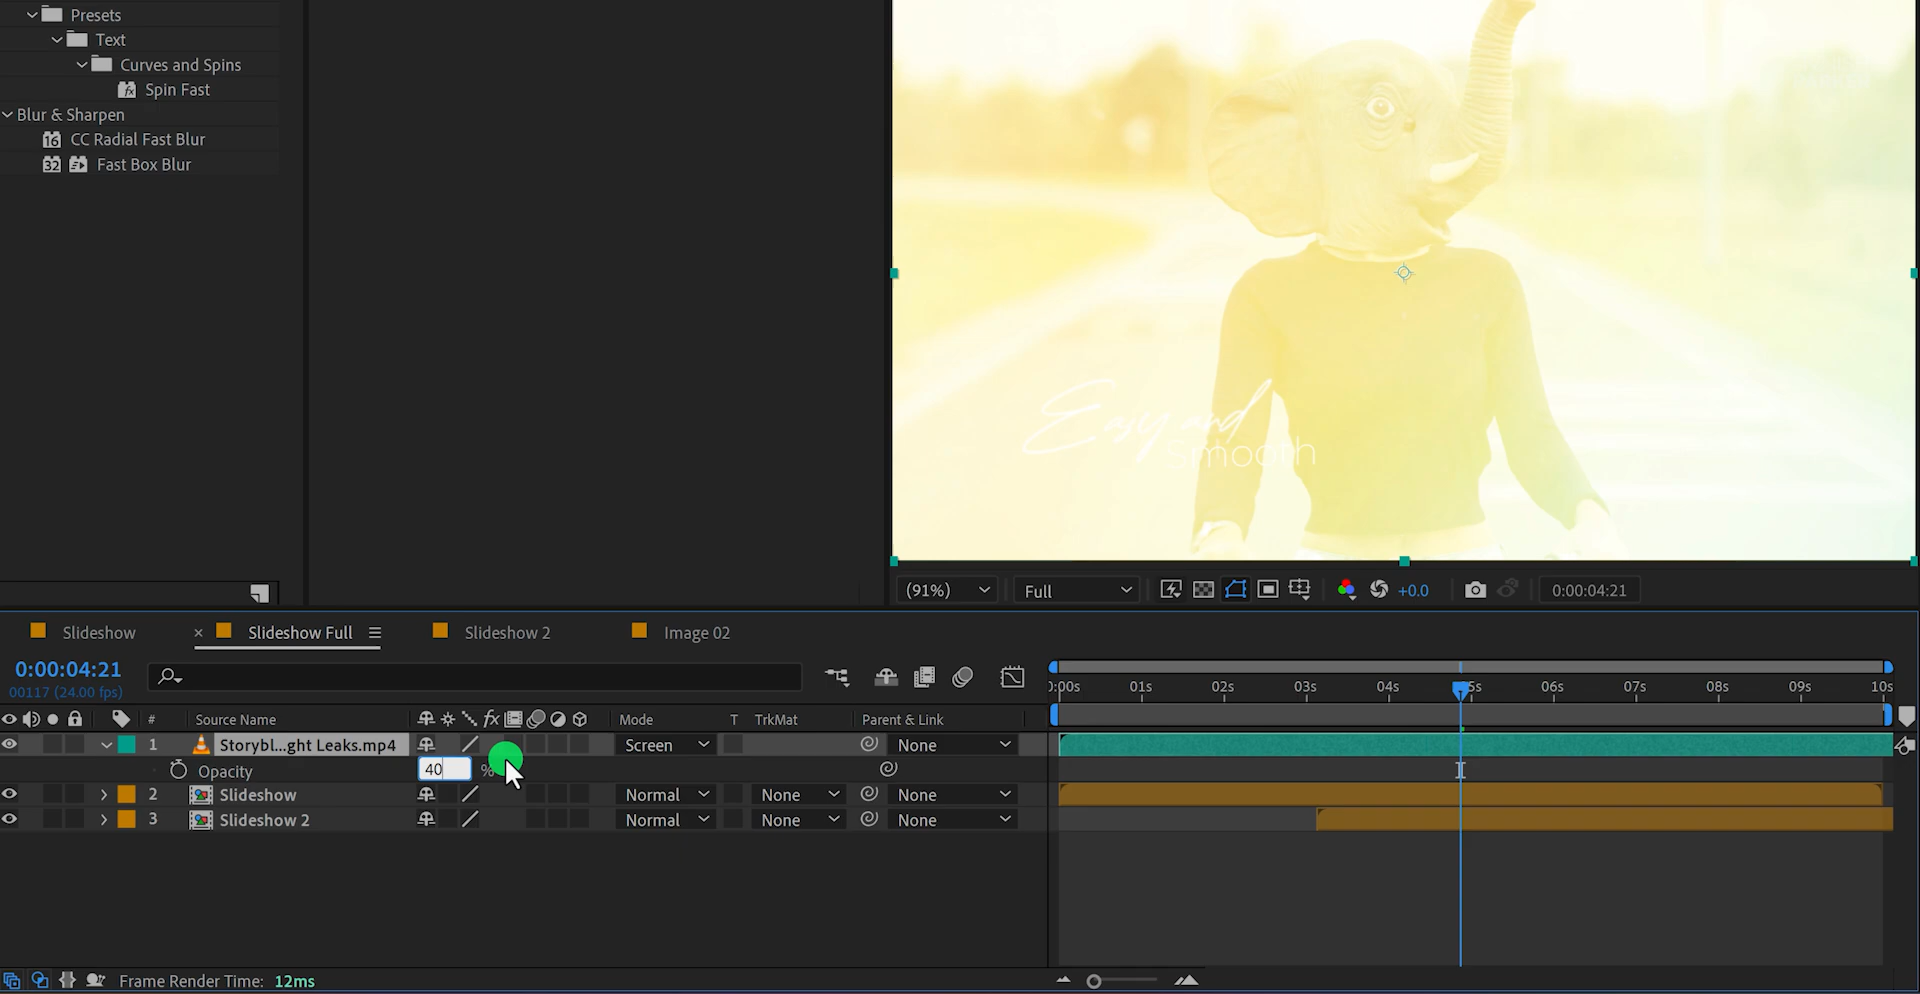 Presets
Text
Curves and Spins
Spin Fast
Blur & Sharpen
16 CC Radial Fast Blur
32 Fast Box Blur
Easy and
Smooth
(91%) Full +0.0 0:00:04:21
Slideshow × Slideshow Full Slideshow 2 Image 02
0:00:04:21
00117 (24.00 fps)
):00s 01s 02s 03s 04s 5s 06s 07s 08s 09s 10s
# Source Name fx Mode T TrkMat Parent & Link
1 Storybl...ght Leaks.mp4 Screen None
Opacity 40 %
2 Slideshow Normal None None
3 Slideshow 2 Normal None None
Frame Render Time: 12ms